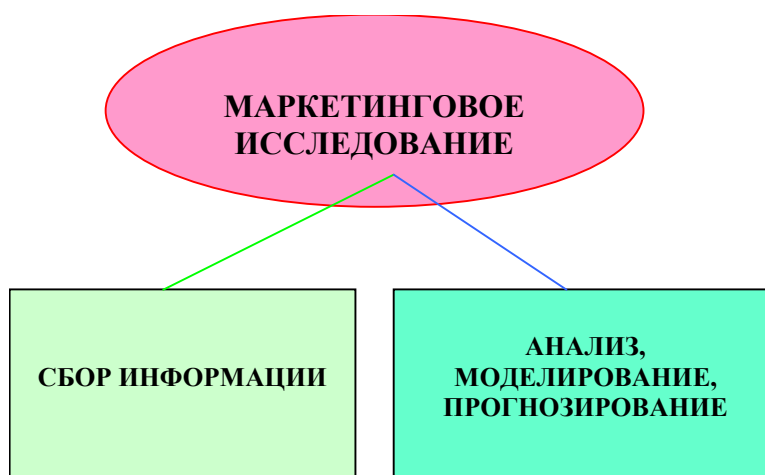 МАРКЕТИНГОВОЕ
ИССЛЕДОВАНИЕ
СБОР ИНФОРМАЦИИ
АНАЛИЗ,
МОДЕЛИРОВАНИЕ,
ПРОГНОЗИРОВАНИЕ